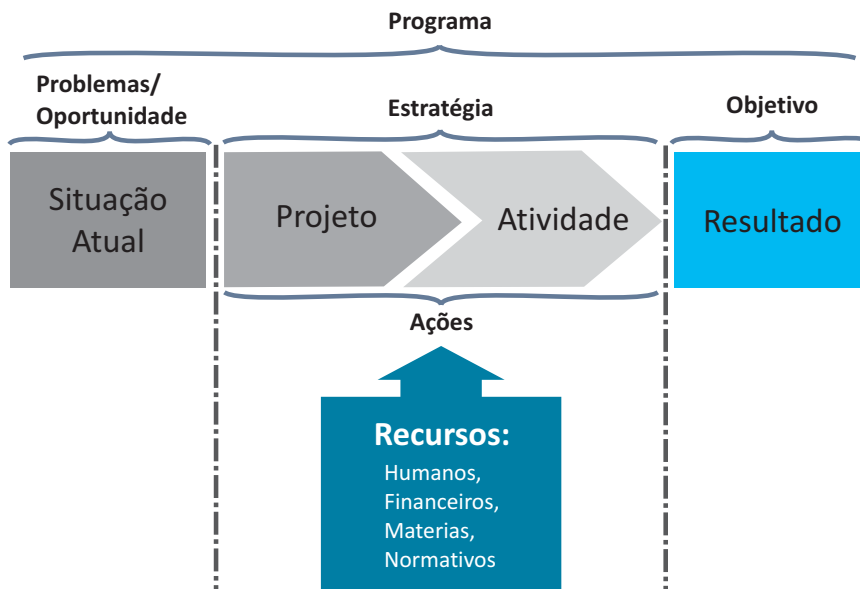 Programa
Problemas/
Oportunidade
Estratégia
Objetivo
Situação
Atual
Projeto
Atividade
Resultado
Ações
Recursos:
Humanos,
Financeiros,
Materias,
Normativos